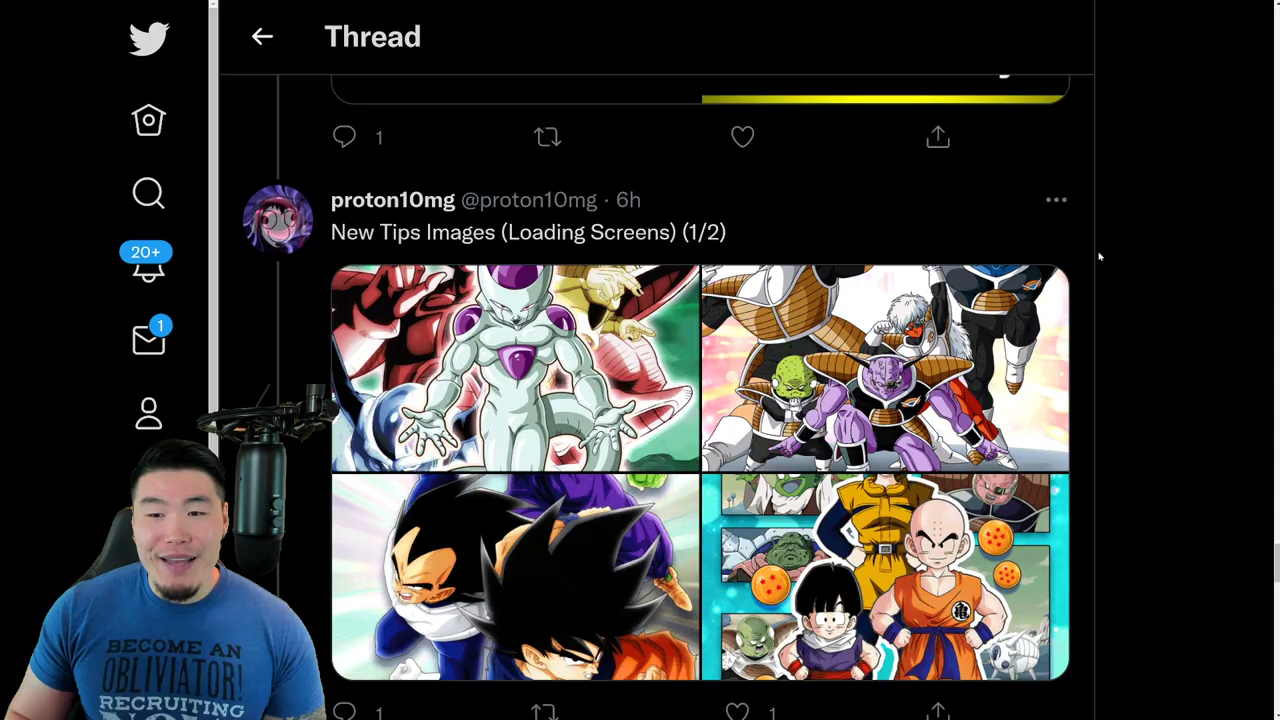 Thread
1
proton10mg @proton10mg · 6h
New Tips Images (Loading Screens) (1/2)
20+
1
BECOME AN
OBLIVIATOR!
RECRUITING
1
1